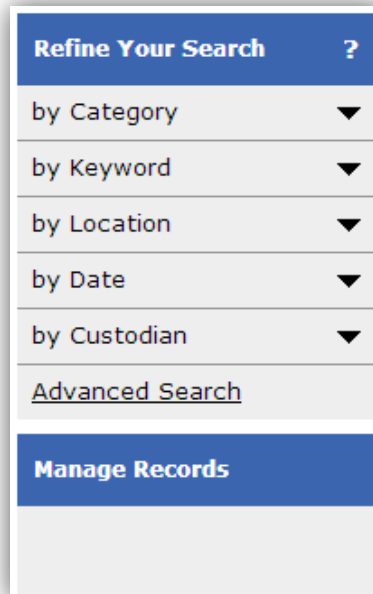 Refine Your Search ?
by Category
by Keyword
by Location
by Date
by Custodian
Advanced Search
Manage Records